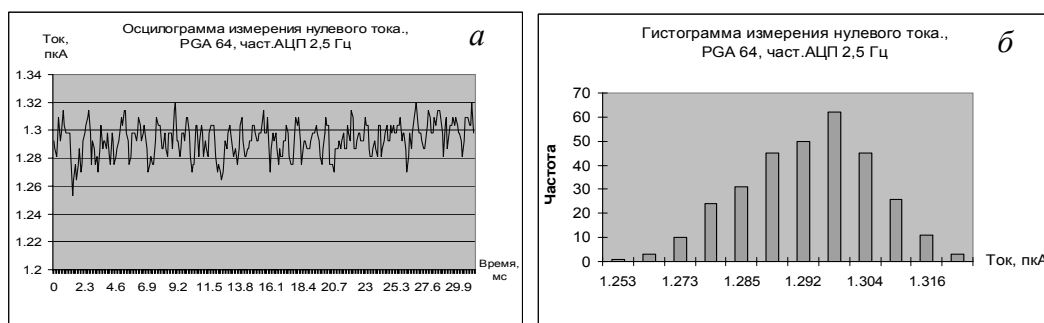 Осцилограмма измерения нулевого тока.,
PGA 64, част.АЦП 2,5 Гц
а
Ток,
пкА
1.34
1.32
1.3
1.28
1.26
1.24
1.22
1.2
0 2.3 4.6 6.9 9.2 11.5 13.8 16.1 18.4 20.7 23 25.3 27.6 29.9
Время,
мс
Гистограмма измерения нулевого тока.,
PGA 64, част.АЦП 2,5 Гц
б
Частота
70
60
50
40
30
20
10
0
1.253 1.273 1.285 1.292 1.304 1.316
Ток, пкА